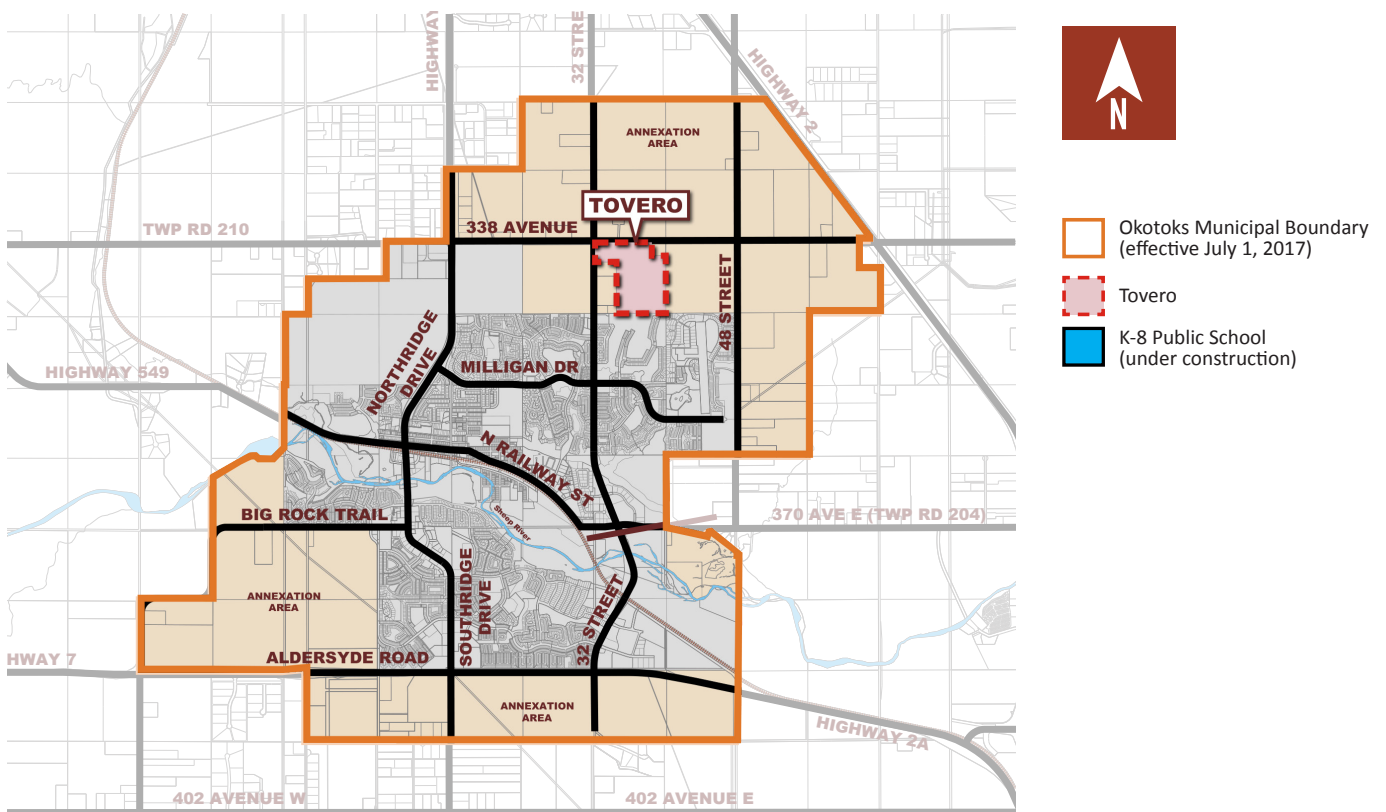 HIGHWAY
32 STRE
HIGHWAY 2
N
ANNEXATION
AREA
TOVERO
TWP RD 210
338 AVENUE
Okotoks Municipal Boundary
(effective July 1, 2017)
Tovero
K-8 Public School
(under construction)
48 STREET
NORTHRIDGE
DRIVE
MILLIGAN DR
HIGHWAY 549
N RAILWAY ST
BIG ROCK TRAIL
Sheep River
370 AVE E (TWP RD 204)
ANNEXATION
AREA
SOUTHRIDGE
DRIVE
32 STREET
HWAY 7
ALDERSYDE ROAD
ANNEXATION
AREA
HIGHWAY 2A
402 AVENUE W
402 AVENUE E